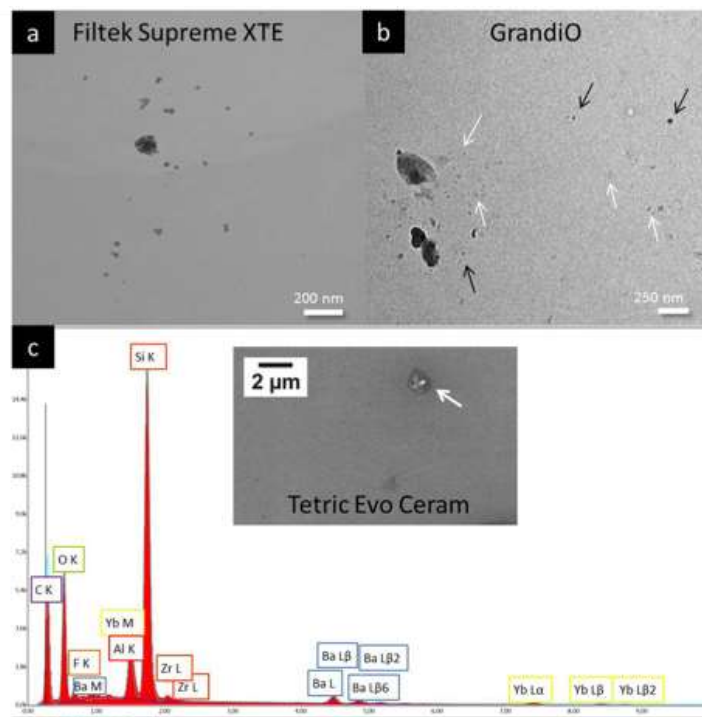 a
Filtek Supreme XTE
b
GrandiO
200 nm
250 nm
c
Si K
2 µm
Tetric Evo Ceram
O K
C K
Yb M
F K
Al K
Ba M
Zr L
Zr L
Ba Lβ
Ba Lβ2
Ba L
Ba Lβ6
Yb Lα
Yb Lβ
Yb Lβ2